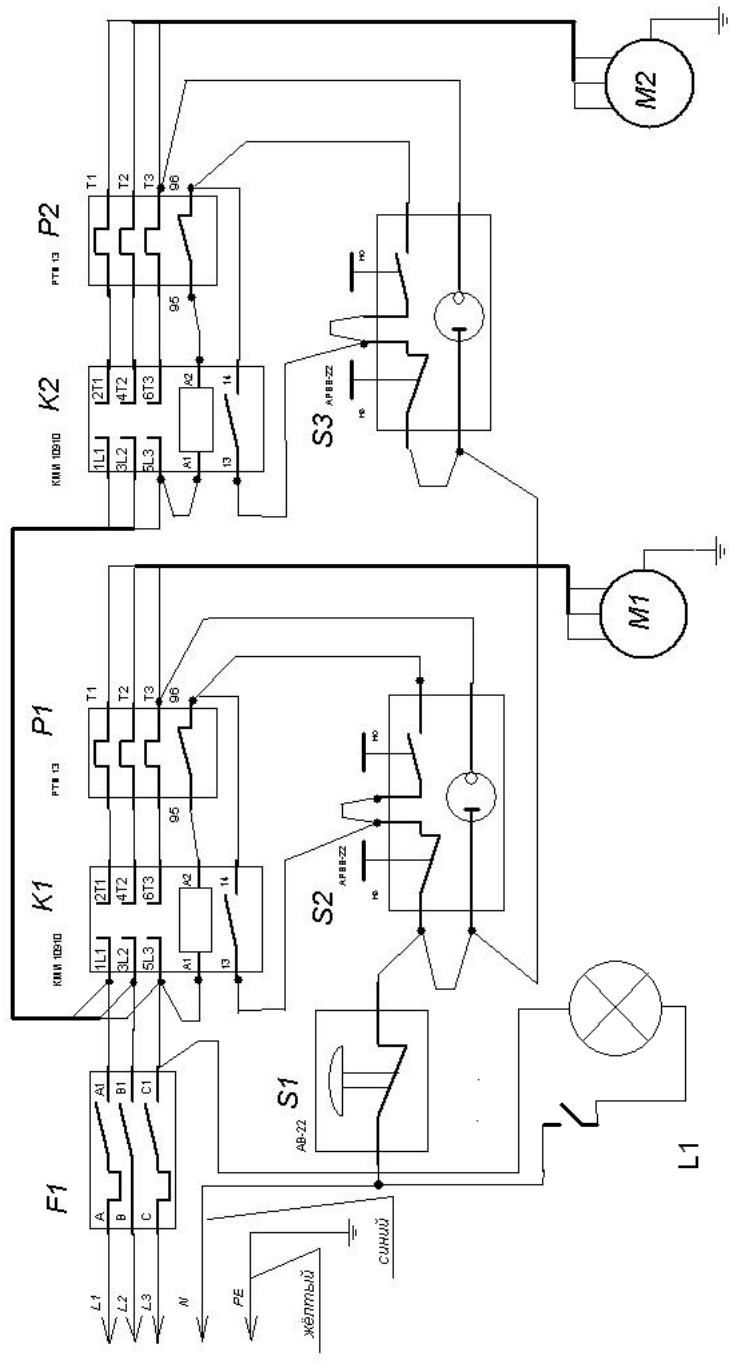 F1
K1
P1
K2
P2
КМИ 10910
РТИ 13
КМИ 10910
РТИ 13
L1
A
A1
1L1
2T1
T1
1L1
2T1
T1
L2
B
B1
3L2
4T2
T2
3L2
4T2
T2
L3
C
C1
5L3
6T3
T3
5L3
6T3
T3
N
A1
A2
95
96
A1
A2
95
96
13
14
13
14
PE
жёлтый
синий
S1
АВ-22
S2
APBB-22
НЗ
НО
S3
APBB-22
НЗ
НО
L1
M1
M2